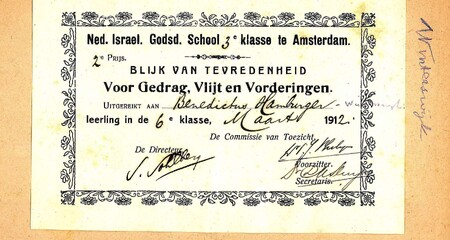 Ned. Israel. Godsd. School 3e klasse te Amsterdam.
2e Prijs.
BLIJK VAN TEVREDENHEID
Voor Gedrag, Vlijt en Vorderingen.
UITGEREIKT AAN Benedictus Hamburger
leerling in de 6e klasse, Maart 1912.
De Commissie van Toezicht,
De Directeur,
Voorzitter.
Secretaris.
Winterswijk